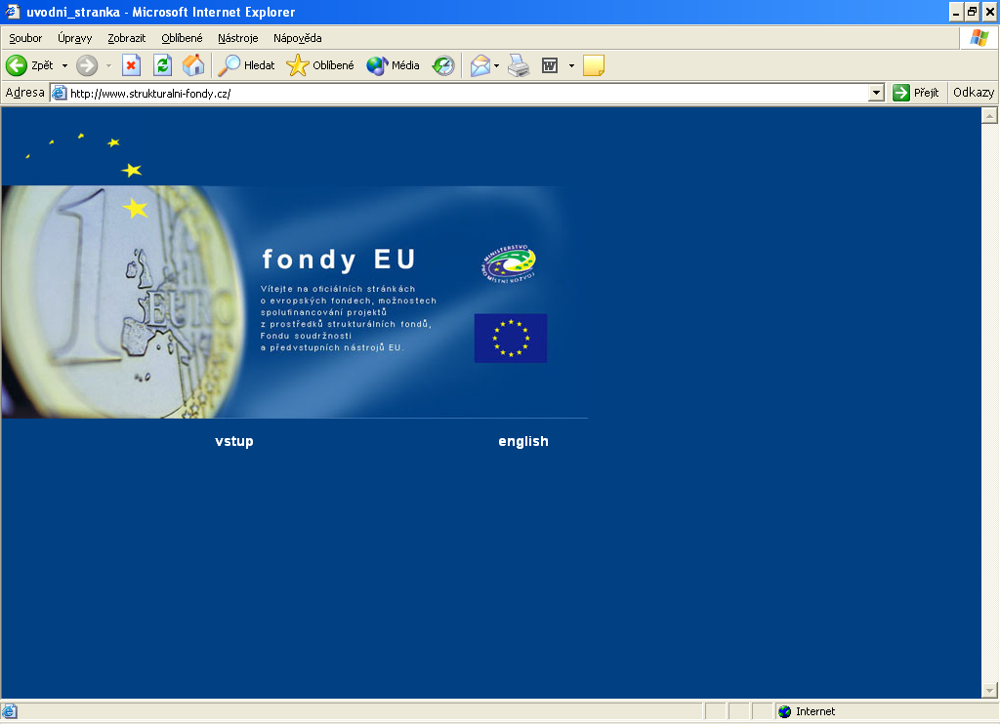 uvodni_stranka - Microsoft Internet Explorer
Soubor Úpravy Zobrazit Oblíbené Nástroje Nápověda
Zpět Hledat Oblíbené Média
Adresa http://www.strukturalni-fondy.cz/ Přejít Odkazy
1
EURO
fondy EU
Vítejte na oficiálních stránkách
o evropských fondech, možnostech
spolufinancování projektů
z prostředků strukturálních fondů,
Fondu soudržnosti
a předvstupních nástrojů EU.
MINISTERSTVO
PRO MÍSTNÍ ROZVOJ
vstup english
Internet